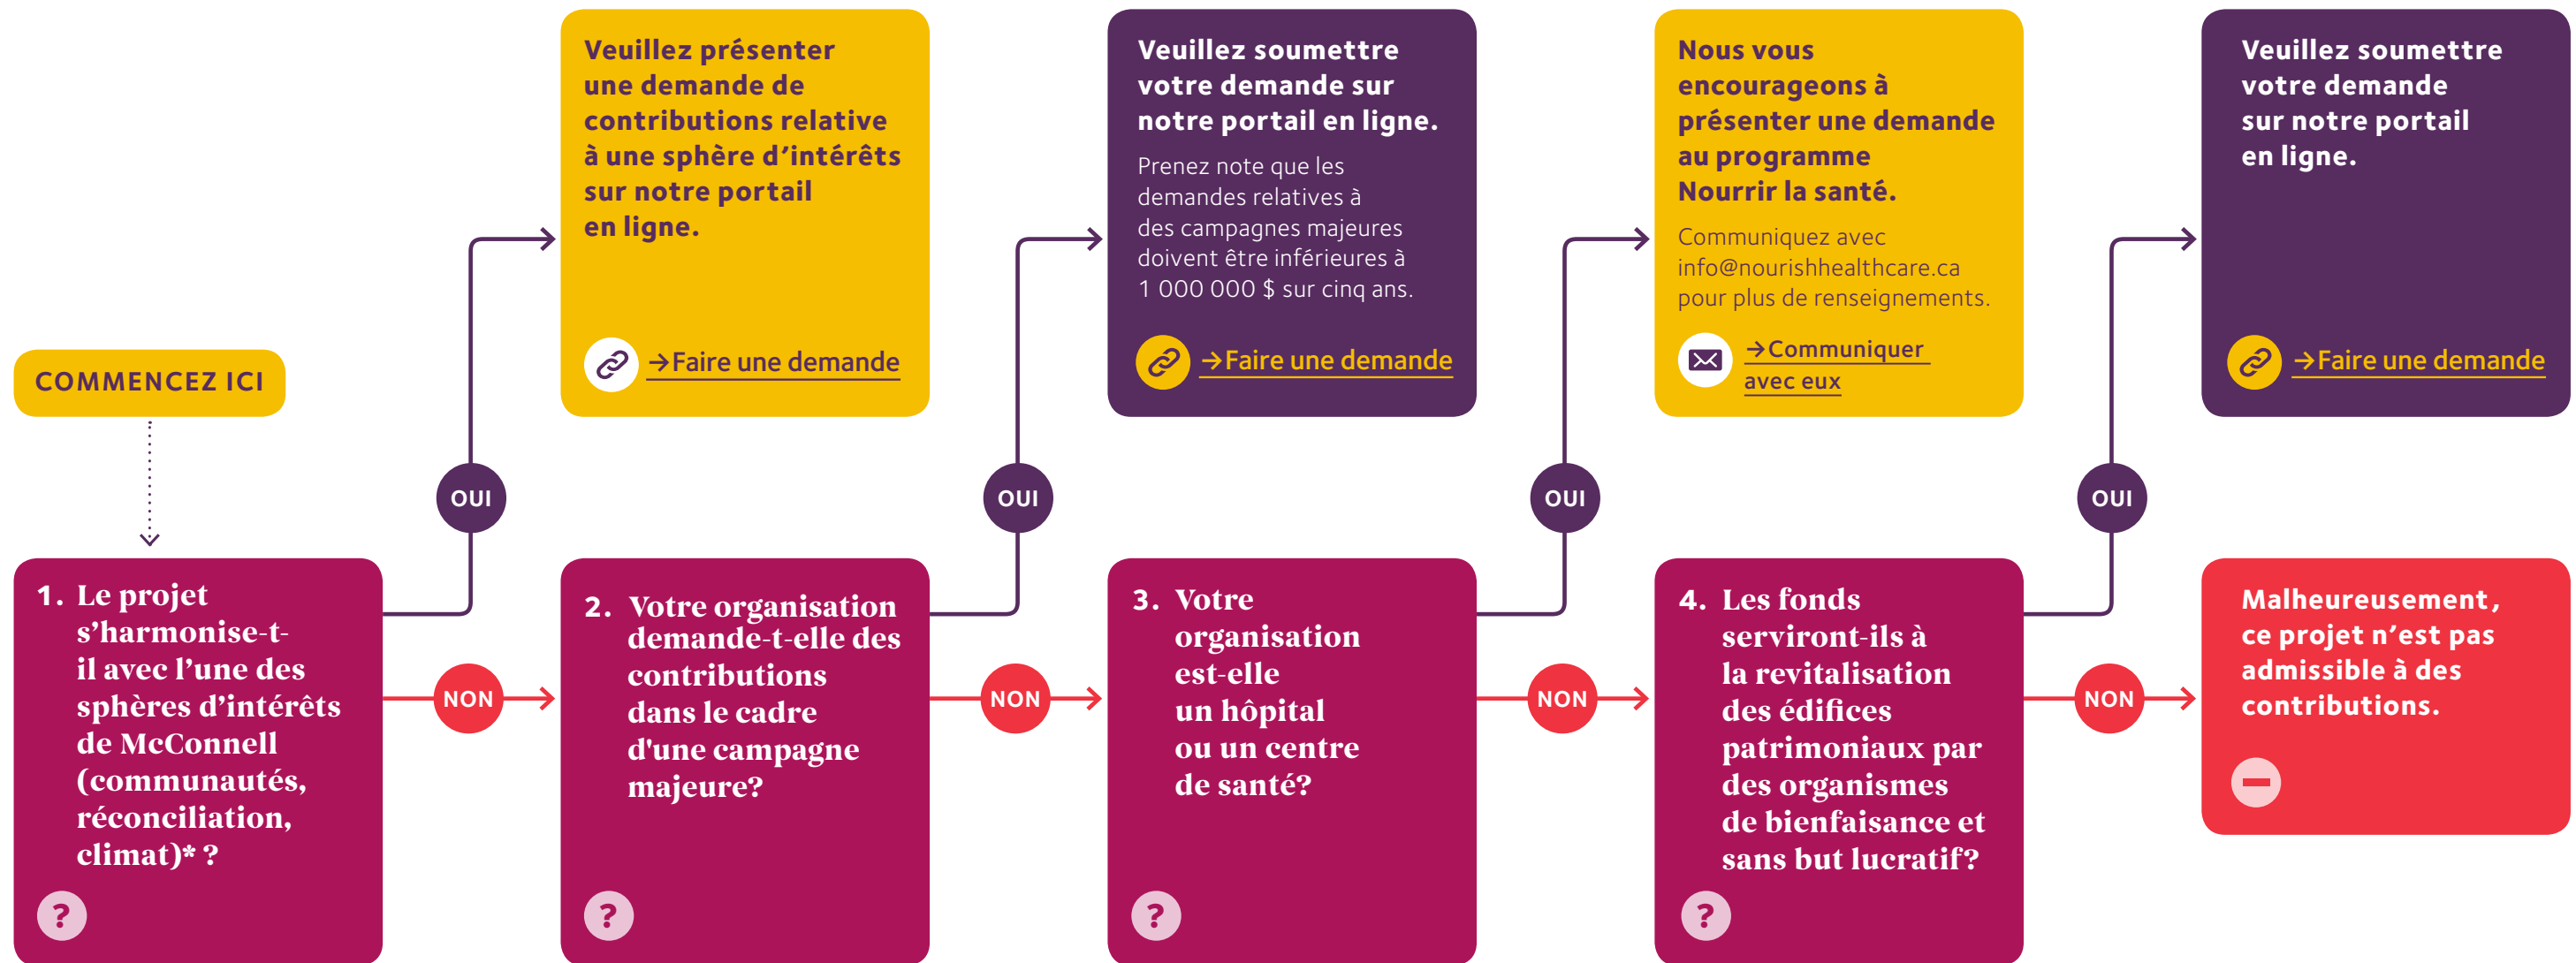 COMMENCEZ ICI
1. Le projet
s’harmonise-t-
il avec l’une des
sphères d’intérêts
de McConnell
(communautés,
réconciliation,
climat)* ?
?
OUI
Veuillez présenter
une demande de
contributions relative
à une sphère d’intérêts
sur notre portail
en ligne.
→Faire une demande
NON
2. Votre organisation
demande-t-elle des
contributions
dans le cadre
d'une campagne
majeure?
?
OUI
Veuillez soumettre
votre demande sur
notre portail en ligne.
Prenez note que les
demandes relatives à
des campagnes majeures
doivent être inférieures à
1 000 000 $ sur cinq ans.
→Faire une demande
NON
3. Votre
organisation
est-elle
un hôpital
ou un centre
de santé?
?
OUI
Nous vous
encourageons à
présenter une demande
au programme
Nourrir la santé.
Communiquez avec
info@nourishhealthcare.ca
pour plus de renseignements.
→Communiquer
avec eux
NON
4. Les fonds
serviront-ils à
la revitalisation
des édifices
patrimoniaux par
des organismes
de bienfaisance et
sans but lucratif?
?
OUI
Veuillez soumettre
votre demande
sur notre portail
en ligne.
→Faire une demande
NON
Malheureusement,
ce projet n’est pas
admissible à des
contributions.